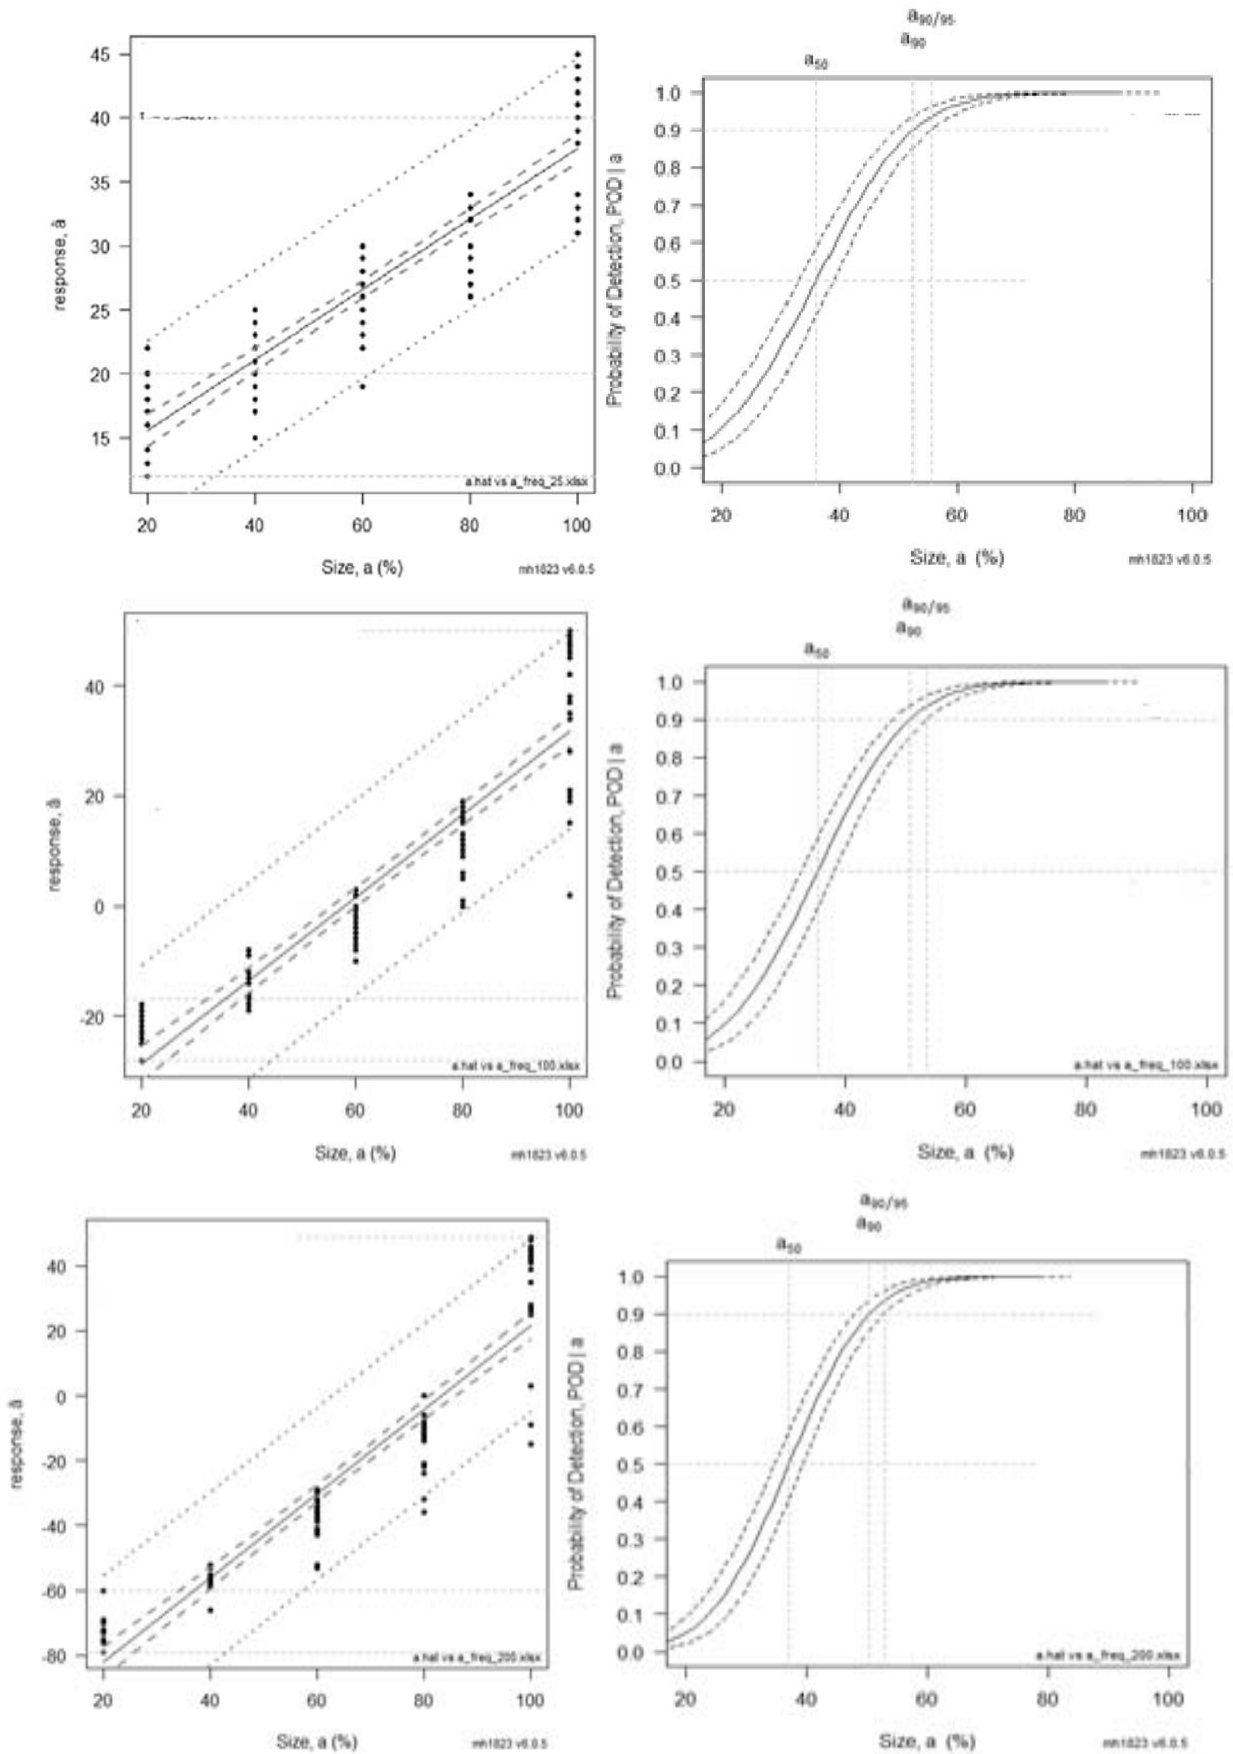 a90/95
a90
a50
45
40
35
30
25
20
15
response, â
a.hat vs a_freq_25.xlsx
20 40 60 80 100
Size, a (%)
mh1823 v6.0.5
1.0
0.9
0.8
0.7
0.6
0.5
0.4
0.3
0.2
0.1
0.0
Probability of Detection, POD | a
20 40 60 80 100
Size, a (%)
mh1823 v6.0.5
a90/95
a90
a50
40
20
0
-20
response, â
a.hat vs a_freq_100.xlsx
20 40 60 80 100
Size, a (%)
mh1823 v6.0.5
1.0
0.9
0.8
0.7
0.6
0.5
0.4
0.3
0.2
0.1
0.0
Probability of Detection, POD | a
a.hat vs a_freq_100.xlsx
20 40 60 80 100
Size, a (%)
mh1823 v6.0.5
a90/95
a90
a50
40
20
0
-20
-40
-60
-80
response, â
a.hat vs a_freq_200.xlsx
20 40 60 80 100
Size, a (%)
mh1823 v6.0.5
1.0
0.9
0.8
0.7
0.6
0.5
0.4
0.3
0.2
0.1
0.0
Probability of Detection, POD | a
a.hat vs a_freq_200.xlsx
20 40 60 80 100
Size, a (%)
mh1823 v6.0.5